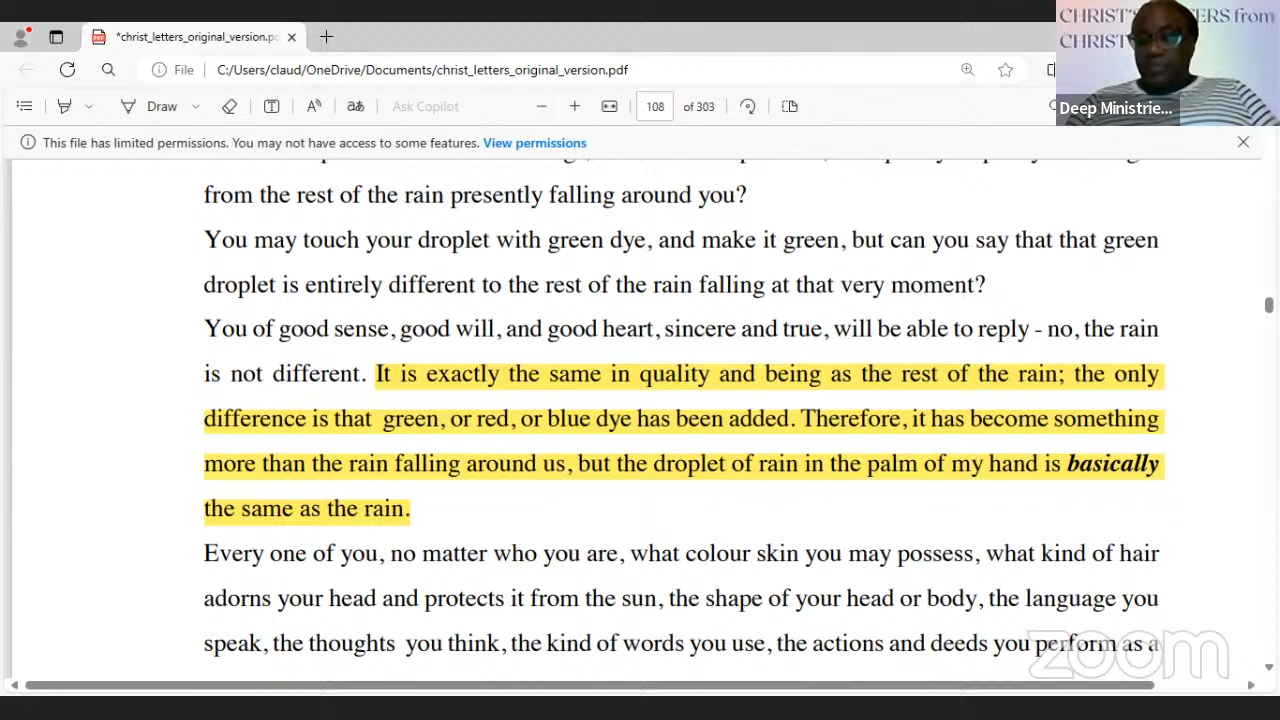 CHRIST'S LETTERS from
CHRIST
*christ_letters_original_version.pdf
File
C:/Users/claud/OneDrive/Documents/christ_letters_original_version.pdf
Draw
Ask Copilot
108 of 303
Deep Ministrie...
This file has limited permissions. You may not have access to some features. View permissions
from the rest of the rain presently falling around you?
You may touch your droplet with green dye, and make it green, but can you say that that green
droplet is entirely different to the rest of the rain falling at that very moment?
You of good sense, good will, and good heart, sincere and true, will be able to reply - no, the rain
is not different. It is exactly the same in quality and being as the rest of the rain; the only
difference is that green, or red, or blue dye has been added. Therefore, it has become something
more than the rain falling around us, but the droplet of rain in the palm of my hand is basically
the same as the rain.
Every one of you, no matter who you are, what colour skin you may possess, what kind of hair
adorns your head and protects it from the sun, the shape of your head or body, the language you
speak, the thoughts you think, the kind of words you use, the actions and deeds you perform as a
zoom